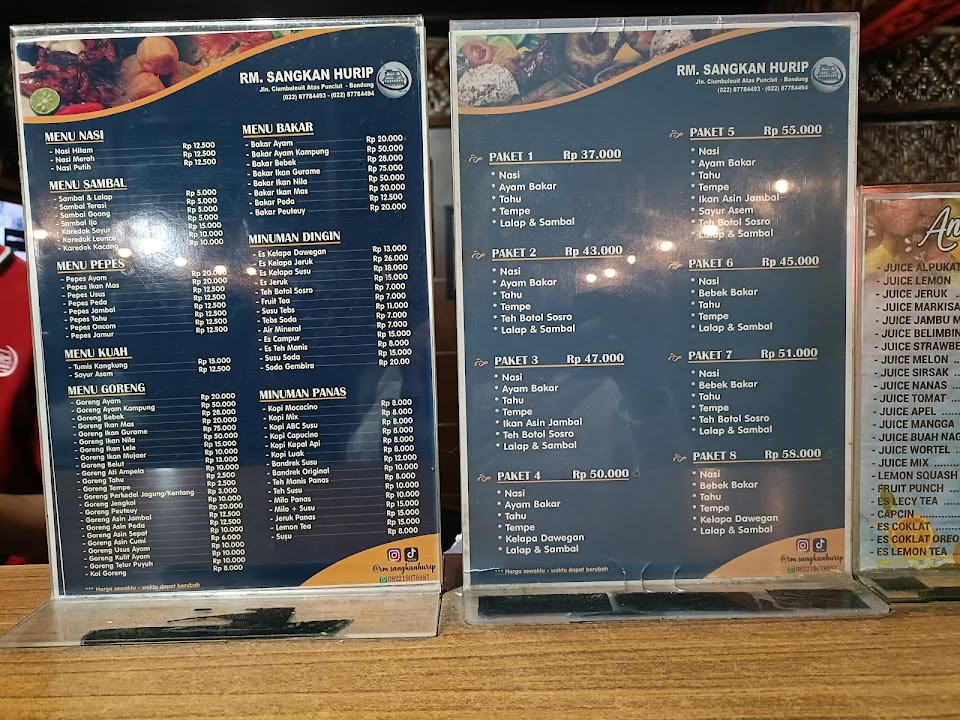 RM. SANGKAN HURIP
Jln. Ciumbuleuit Atas Punclut - Bandung
(022) 87784493 - (022) 87784494
MENU NASI
- Nasi Hitam Rp 12.500
- Nasi Merah Rp 12.500
- Nasi Putih Rp 12.500
MENU SAMBAL
- Sambal & Lalap Rp 5.000
- Sambal Terasi Rp 5.000
- Sambal Goang Rp 5.000
- Sambal Ijo Rp 5.000
- Karedok Sayur Rp 15.000
- Karedok Leunca Rp 10.000
- Karedok Kacang Rp 10.000
MENU PEPES
- Pepes Ayam Rp 20.000
- Pepes Ikan Mas Rp 20.000
- Pepes Usus Rp 12.500
- Pepes Peda Rp 12.500
- Pepes Jambal Rp 12.500
- Pepes Tahu Rp 12.500
- Pepes Oncom Rp 12.500
- Pepes Jamur Rp 12.500
MENU KUAH
- Tumis Kangkung Rp 15.000
- Sayur Asem Rp 12.500
MENU GORENG
- Goreng Ayam Rp 20.000
- Goreng Ayam Kampung Rp 50.000
- Goreng Bebek Rp 28.000
- Goreng Ikan Mas Rp 20.000
- Goreng Ikan Gurame Rp 75.000
- Goreng Ikan Nila Rp 50.000
- Goreng Ikan Lele Rp 15.000
- Goreng Ikan Mujaer Rp 10.000
- Goreng Belut Rp 13.000
- Goreng Ati Ampela Rp 10.000
- Goreng Tahu Rp 2.500
- Goreng Tempe Rp 2.500
- Goreng Perkedel Jagung/Kentang Rp 3.000
- Goreng Jengkol Rp 10.000
- Goreng Peuteuy Rp 20.000
- Goreng Asin Jambal Rp 12.500
- Goreng Asin Peda Rp 12.500
- Goreng Asin Sepat Rp 10.000
- Goreng Asin Cumi Rp 6.000
- Goreng Usus Ayam Rp 10.000
- Goreng Kulit Ayam Rp 10.000
- Goreng Telur Puyuh Rp 10.000
- Koi Goreng Rp 8.000
*** Harga sewaktu - waktu dapat berubah
MENU BAKAR
- Bakar Ayam Rp 20.000
- Bakar Ayam Kampung Rp 50.000
- Bakar Bebek Rp 28.000
- Bakar Ikan Gurame Rp 75.000
- Bakar Ikan Nila Rp 50.000
- Bakar Ikan Mas Rp 20.000
- Bakar Peda Rp 12.500
- Bakar Peuteuy Rp 20.000
MINUMAN DINGIN
- Es Kelapa Dawegan Rp 13.000
- Es Kelapa Jeruk Rp 26.000
- Es Kelapa Susu Rp 18.000
- Es Jeruk Rp 15.000
- Teh Botol Sosro Rp 7.000
- Fruit Tea Rp 7.000
- Susu Tebs Rp 11.000
- Tebs Soda Rp 7.000
- Air Mineral Rp 7.000
- Es Campur Rp 15.000
- Es Teh Manis Rp 8.000
- Susu Soda Rp 15.000
- Soda Gembira Rp 20.00
MINUMAN PANAS
- Kopi Mocacino Rp 8.000
- Kopi Mix Rp 8.000
- Kopi ABC Susu Rp 8.000
- Kopi Capucino Rp 8.000
- Kopi Kapal Api Rp 8.000
- Kopi Luak Rp 8.000
- Bandrek Susu Rp 12.000
- Bandrek Original Rp 10.000
- Teh Manis Panas Rp 8.000
- Teh Susu Rp 10.000
- Milo Panas Rp 8.000
- Milo + Susu Rp 15.000
- Jeruk Panas Rp 15.000
- Lemon Tea Rp 15.000
- Susu Rp 8.000
@rm.sangkanhurip
082219078887
RM. SANGKAN HURIP
Jln. Ciumbuleuit Atas Punclut - Bandung
(022) 87784493 - (022) 87784494
PAKET 1 Rp 37.000
* Nasi
* Ayam Bakar
* Tahu
* Tempe
* Lalap & Sambal
PAKET 2 Rp 43.000
* Nasi
* Ayam Bakar
* Tahu
* Tempe
* Teh Botol Sosro
* Lalap & Sambal
PAKET 3 Rp 47.000
* Nasi
* Ayam Bakar
* Tahu
* Tempe
* Ikan Asin Jambal
* Teh Botol Sosro
* Lalap & Sambal
PAKET 4 Rp 50.000
* Nasi
* Ayam Bakar
* Tahu
* Tempe
* Kelapa Dawegan
* Lalap & Sambal
*** Harga sewaktu - waktu dapat berubah
PAKET 5 Rp 55.000
* Nasi
* Ayam Bakar
* Tahu
* Tempe
* Ikan Asin Jambal
* Sayur Asem
* Teh Botol Sosro
* Lalap & Sambal
PAKET 6 Rp 45.000
* Nasi
* Bebek Bakar
* Tahu
* Tempe
* Lalap & Sambal
PAKET 7 Rp 51.000
* Nasi
* Bebek Bakar
* Tahu
* Tempe
* Teh Botol Sosro
* Lalap & Sambal
PAKET 8 Rp 58.000
* Nasi
* Bebek Bakar
* Tahu
* Tempe
* Kelapa Dawegan
* Lalap & Sambal
@rm.sangkanhurip
082219078887
An
- JUICE ALPUKAT
- JUICE LEMON
- JUICE JERUK ..
- JUICE MARKISA
- JUICE JAMBU M
- JUICE BELIMBIN
- JUICE STRAWBE
- JUICE MELON ..
- JUICE SIRSAK ..
- JUICE NANAS ..
- JUICE TOMAT ..
- JUICE APEL ....
- JUICE MANGGA
- JUICE BUAH NAG
- JUICE WORTEL ..
- JUICE MIX .......
- LEMON SQUASH
- FRUIT PUNCH ...
- ES LECY TEA ....
- CAPCIN .........
- ES COKLAT .....
- ES COKLAT OREO
- ES LEMON TEA ..